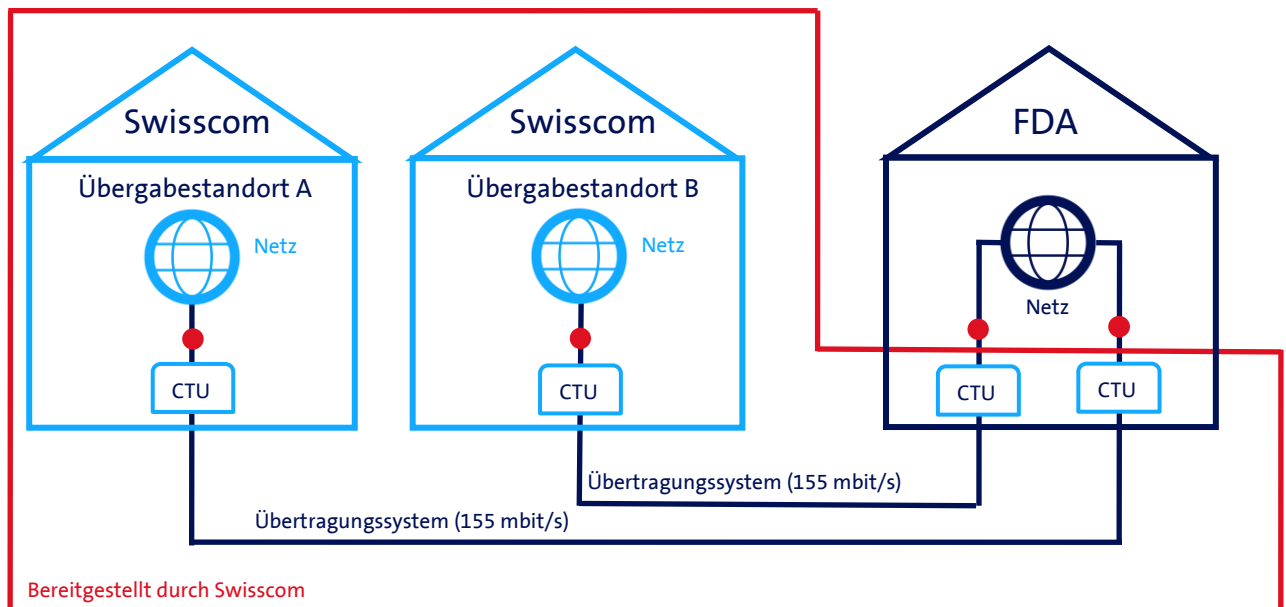 Swisscom
Swisscom
FDA
Übergabestandort A
Übergabestandort B
Netz
Netz
Netz
CTU
CTU
CTU
CTU
Übertragungssystem (155 mbit/s)
Übertragungssystem (155 mbit/s)
Bereitgestellt durch Swisscom